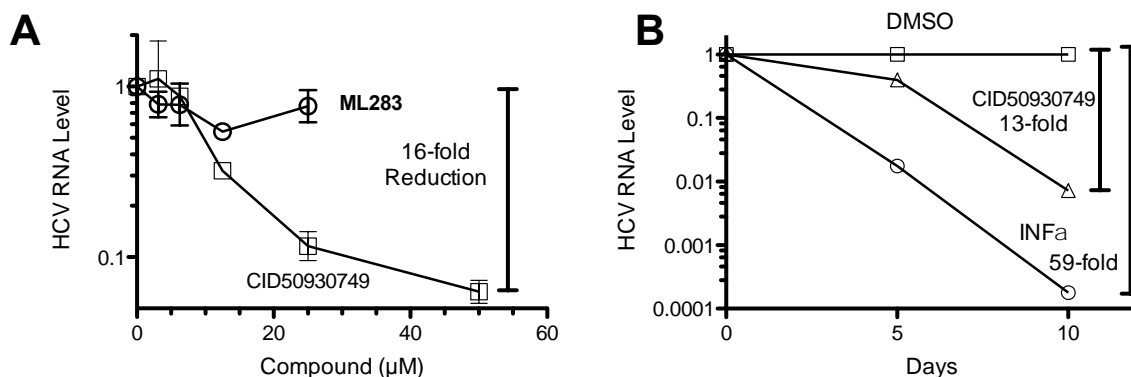 A
HCV RNA Level
1
0.1
ML283
16-fold
Reduction
CID50930749
0
20
40
60
Compound (µM)
B
DMSO
HCV RNA Level
1
0.1
0.01
0.001
0.0001
CID50930749
13-fold
INFa
59-fold
0
5
10
Days